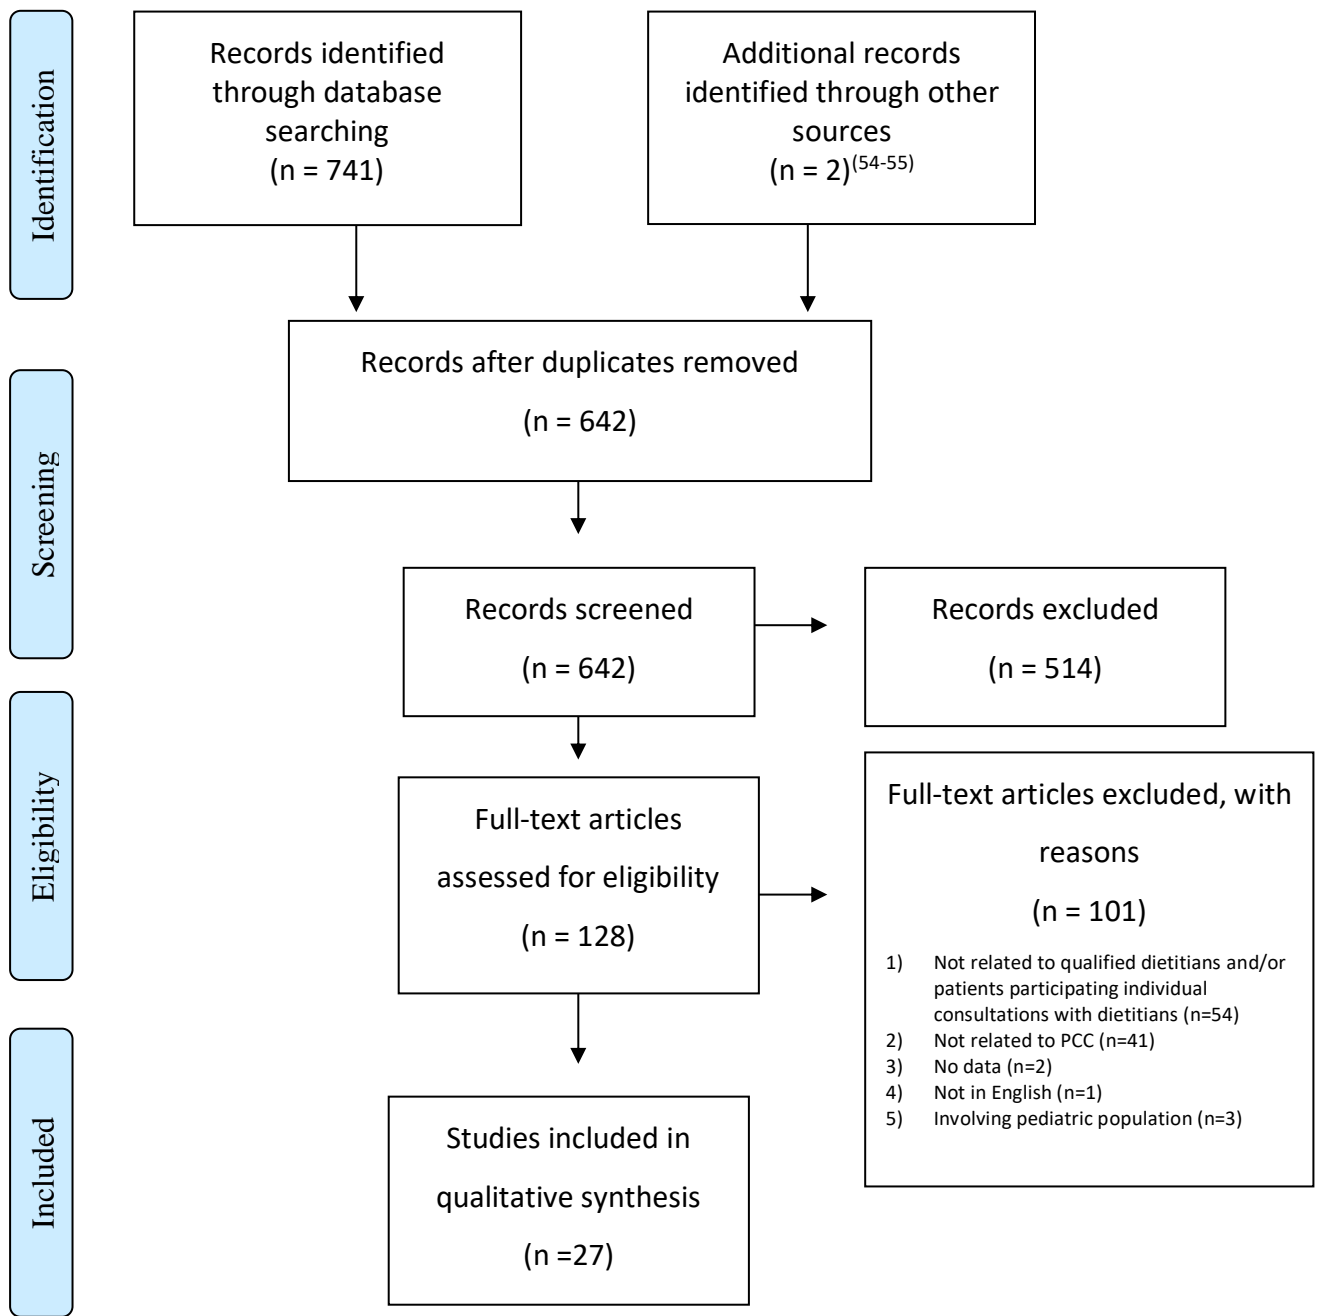 Identification
Records identified
through database
searching
(n = 741)
Additional records
identified through other
sources
(n = 2)(54-55)
Records after duplicates removed
(n = 642)
Screening
Records screened
(n = 642)
Records excluded
(n = 514)
Eligibility
Full-text articles
assessed for eligibility
(n = 128)
Full-text articles excluded, with
reasons
(n = 101)
1) Not related to qualified dietitians and/or
patients participating individual
consultations with dietitians (n=54)
2) Not related to PCC (n=41)
3) No data (n=2)
4) Not in English (n=1)
5) Involving pediatric population (n=3)
Included
Studies included in
qualitative synthesis
(n =27)